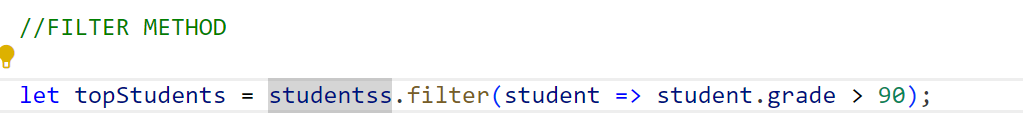 //FILTER METHOD
let topStudents = studentss.filter(student => student.grade > 90);